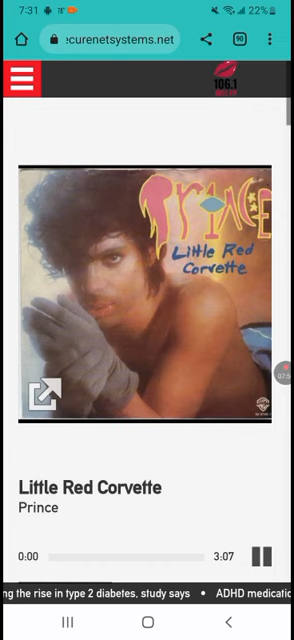 7:31
22%
ecurenetsystems.net
90
106.1
PRINCE
Little Red
Corvette
Little Red Corvette
Prince
0:00
3:07
ng the rise in type 2 diabetes, study says • ADHD medicatio